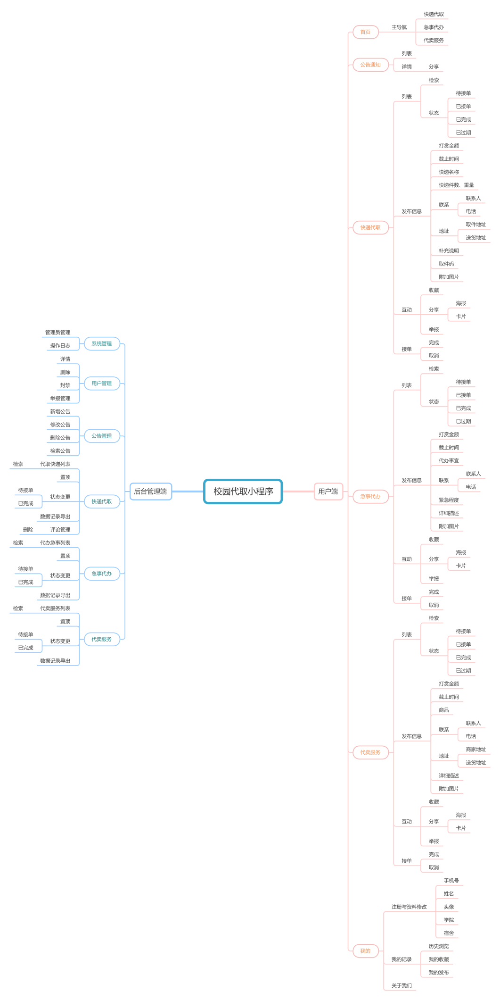 校园代取小程序
用户端
首页
主导航
快递代取
急事代办
代卖服务
公告通知
列表
详情
分享
快递代取
列表
检索
状态
待接单
已接单
已完成
已过期
发布信息
打赏金额
截止时间
快递名称
快递件数、重量
联系
联系人
电话
地址
取件地址
送货地址
补充说明
取件码
附加图片
互动
收藏
分享
海报
卡片
举报
接单
完成
取消
急事代办
列表
检索
状态
待接单
已接单
已完成
已过期
发布信息
打赏金额
截止时间
代办事宜
联系
联系人
电话
紧急程度
详细描述
附加图片
互动
收藏
分享
海报
卡片
举报
接单
完成
取消
代卖服务
列表
检索
状态
待接单
已接单
已完成
已过期
发布信息
打赏金额
截止时间
商品
联系
联系人
电话
地址
商家地址
送货地址
详细描述
附加图片
互动
收藏
分享
海报
卡片
举报
接单
完成
取消
我的
注册与资料修改
手机号
姓名
头像
学院
宿舍
我的记录
历史浏览
我的收藏
我的发布
关于我们
后台管理端
系统管理
管理员管理
操作日志
用户管理
详情
删除
封禁
举报管理
公告管理
新增公告
修改公告
删除公告
检索公告
快递代取
代取快递列表
检索
置顶
状态变更
待接单
已完成
数据记录导出
评论管理
删除
急事代办
代办急事列表
检索
置顶
状态变更
待接单
已完成
数据记录导出
代卖服务
代卖服务列表
检索
置顶
状态变更
待接单
已完成
数据记录导出